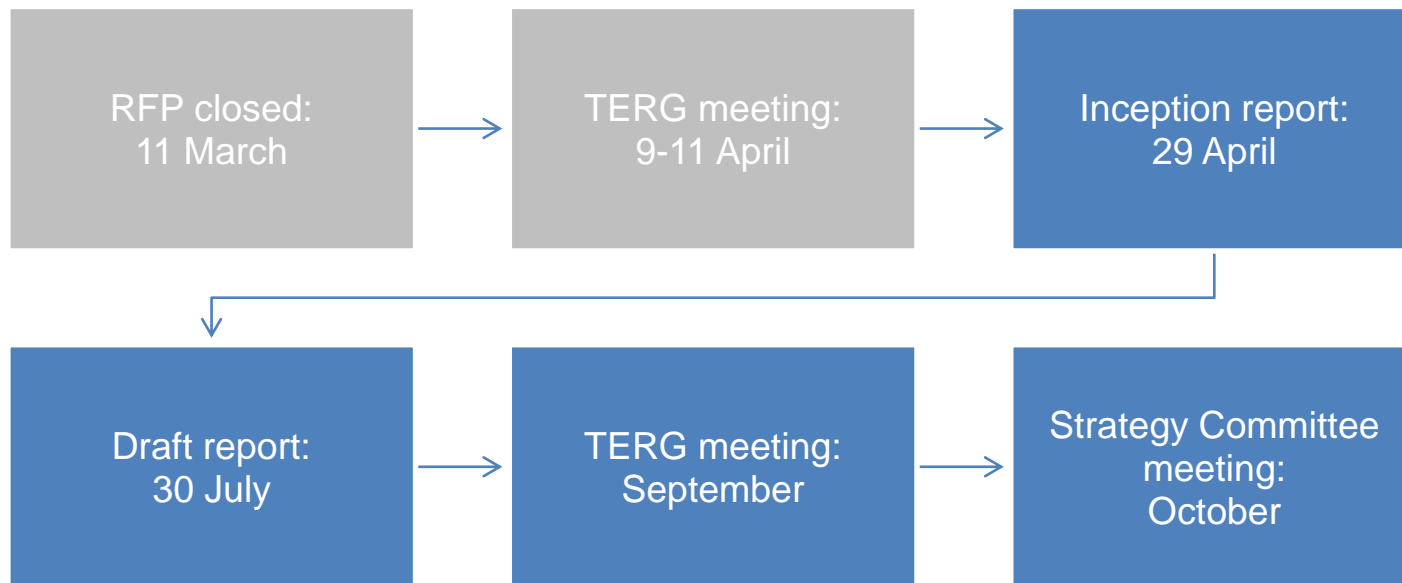 RFP closed:
11 March
TERG meeting:
9-11 April
Inception report:
29 April
Draft report:
30 July
TERG meeting:
September
Strategy Committee
meeting:
October